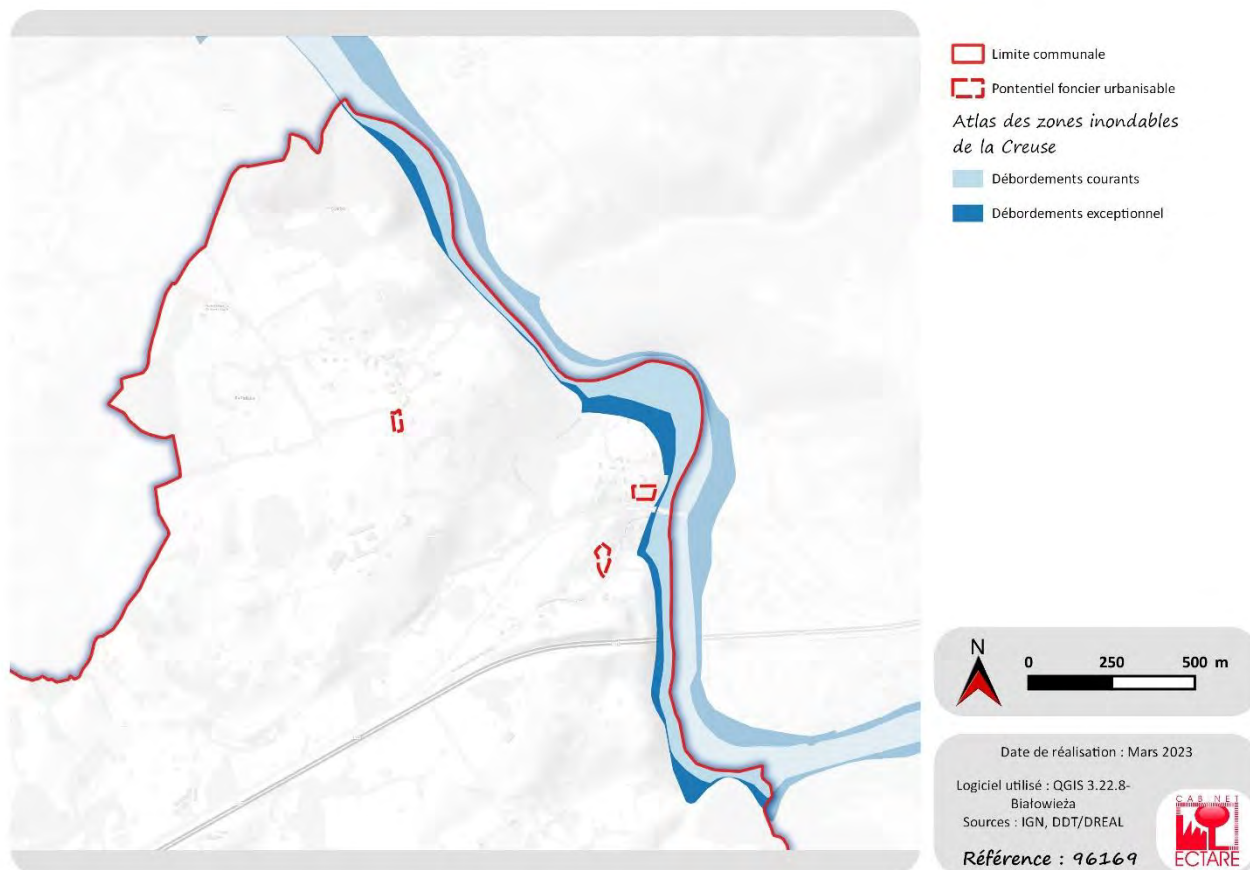 Limite communale
Pontentiel foncier urbanisable
Atlas des zones inondables
de la Creuse
Débordements courants
Débordements exceptionnel
N
0 250 500 m
Date de réalisation : Mars 2023
Logiciel utilisé : QGIS 3.22.8-
Białowieża
Sources : IGN, DDT/DREAL
Référence : 96169
CABINET
ECTARE